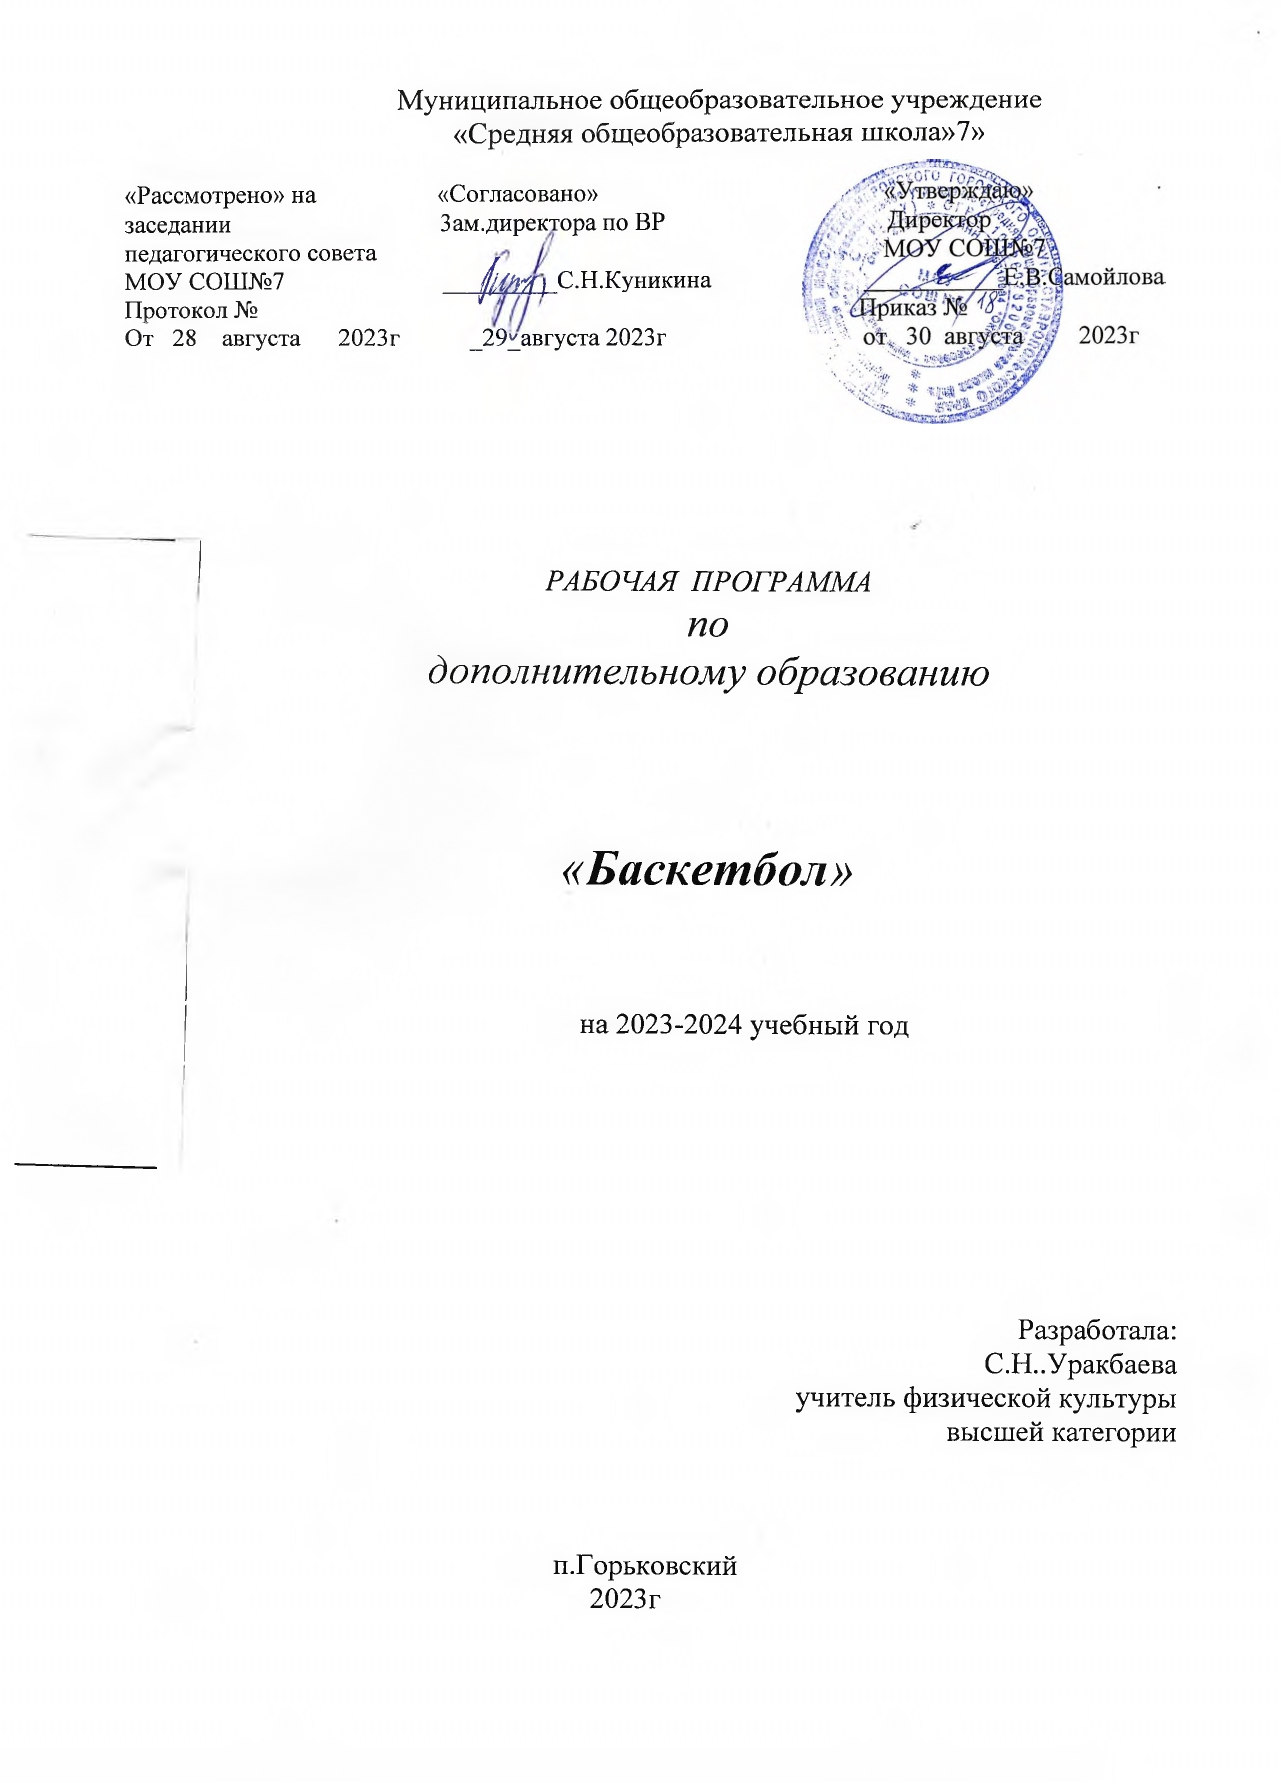 Муниципальное общеобразовательное учреждение
«Средняя общеобразовательная школа»7»
«Рассмотрено» на
заседании
педагогического совета
МОУ СОШ№7
Протокол №
От 28 августа 2023г
«Согласовано»
Зам.директора по ВР
_________С.Н.Куникина
_29_августа 2023г
«Утверждаю»
Директор
МОУ СОШ№7
___________Е.В.Самойлова
Приказ № 18
от 30 августа 2023г
РАБОЧАЯ ПРОГРАММА
по
дополнительному образованию
«Баскетбол»
на 2023-2024 учебный год
Разработала:
С.Н..Уракбаева
учитель физической культуры
высшей категории
п.Горьковский
2023г